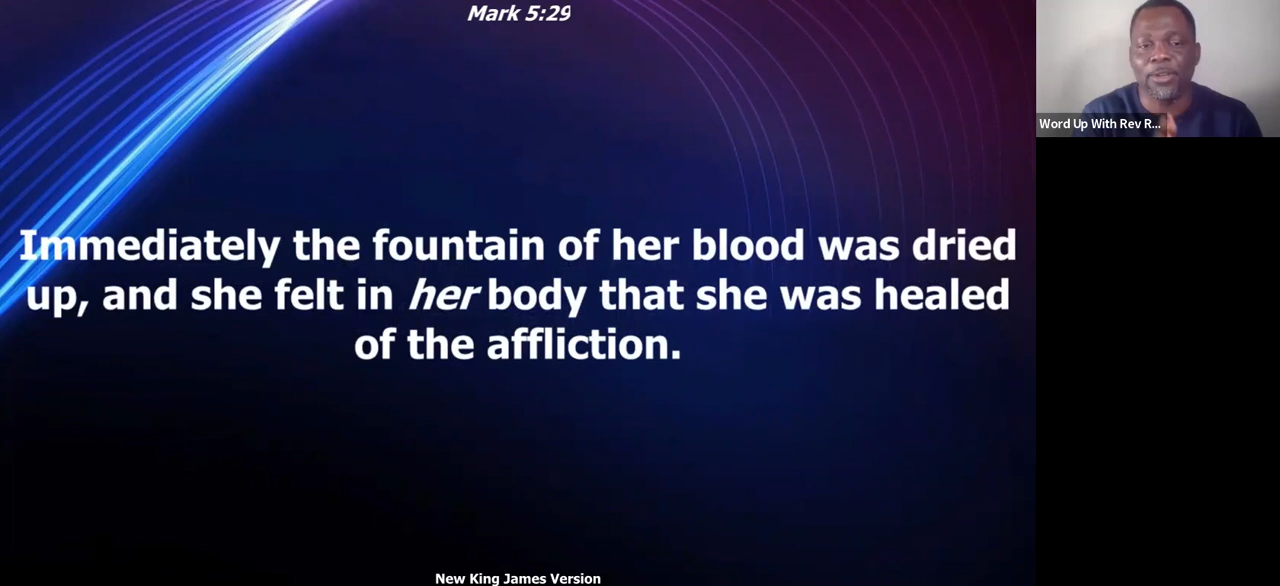 Mark 5:29
Word Up With Rev R...
Immediately the fountain of her blood was dried
up, and she felt in her body that she was healed
of the affliction.
New King James Version